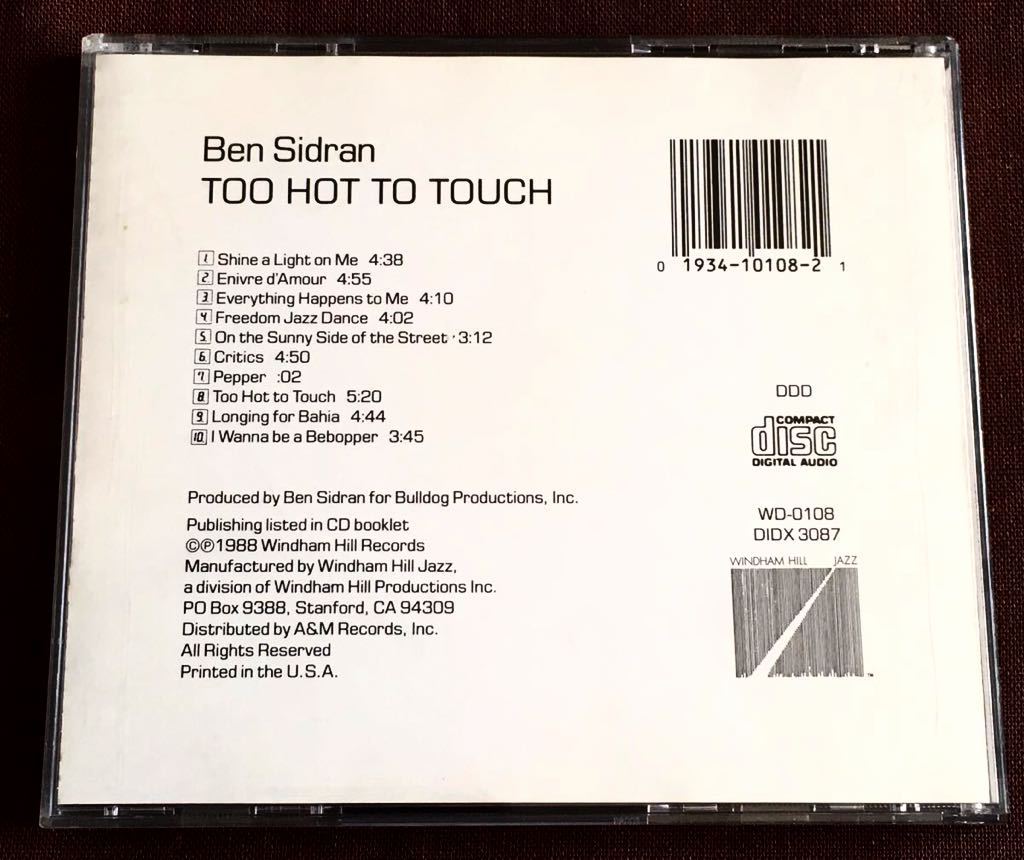 Ben Sidran
TOO HOT TO TOUCH
1. Shine a Light on Me 4:38
2. Enivre d'Amour 4:55
3. Everything Happens to Me 4:10
4. Freedom Jazz Dance 4:02
5. On the Sunny Side of the Street · 3:12
6. Critics 4:50
7 Pepper :02
8. Too Hot to Touch 5:20
9. Longing for Bahia 4:44
10. I Wanna be a Bebopper 3:45
Produced by Ben Sidran for Bulldog Productions, Inc.
Publishing listed in CD booklet
©℗1988 Windham Hill Records
Manufactured by Windham Hill Jazz,
a division of Windham Hill Productions Inc.
PO Box 9388, Stanford, CA 94309
Distributed by A&M Records, Inc.
All Rights Reserved
Printed in the U.S.A.
0 1934-10108-2 1
DDD
COMPACT
disc
DIGITAL AUDIO
WD-0108
DIDX 3087
WINDHAM HILL JAZZ
™